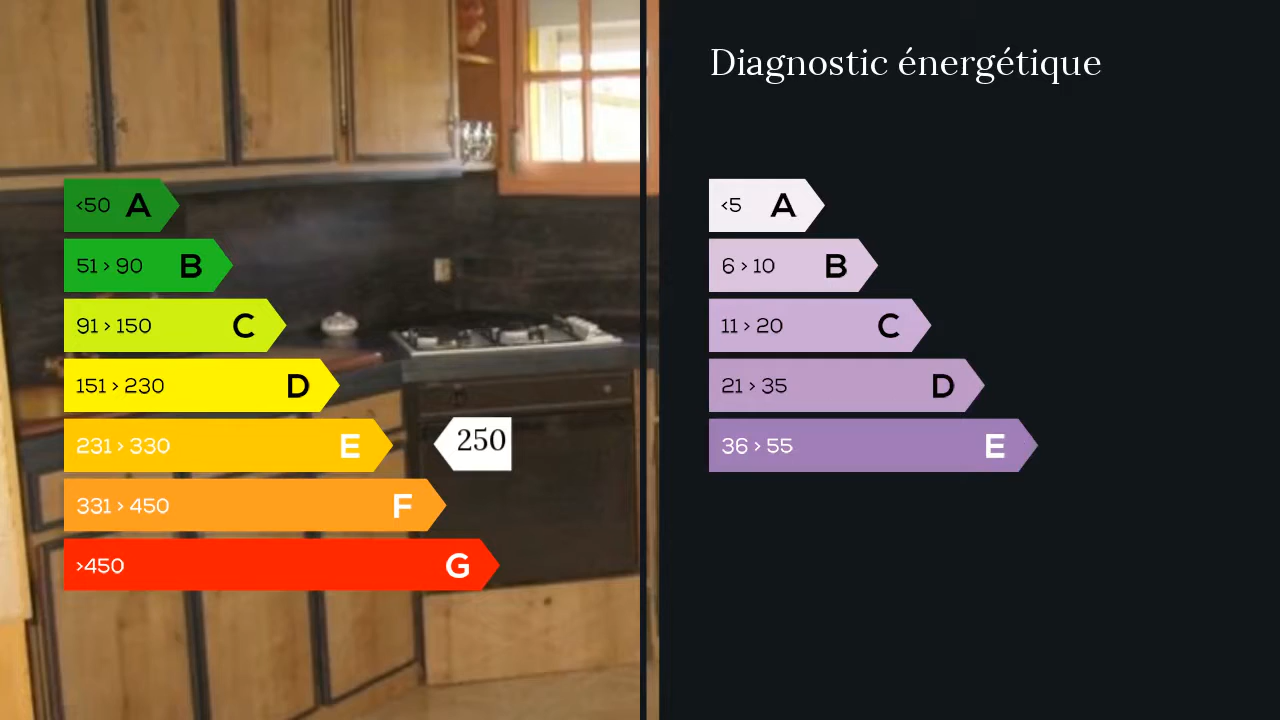 Diagnostic énergétique
<50 A
51 > 90 B
91 > 150 C
151 > 230 D
231 > 330 E
250
331 > 450 F
>450 G
<5 A
6 > 10 B
11 > 20 C
21 > 35 D
36 > 55 E